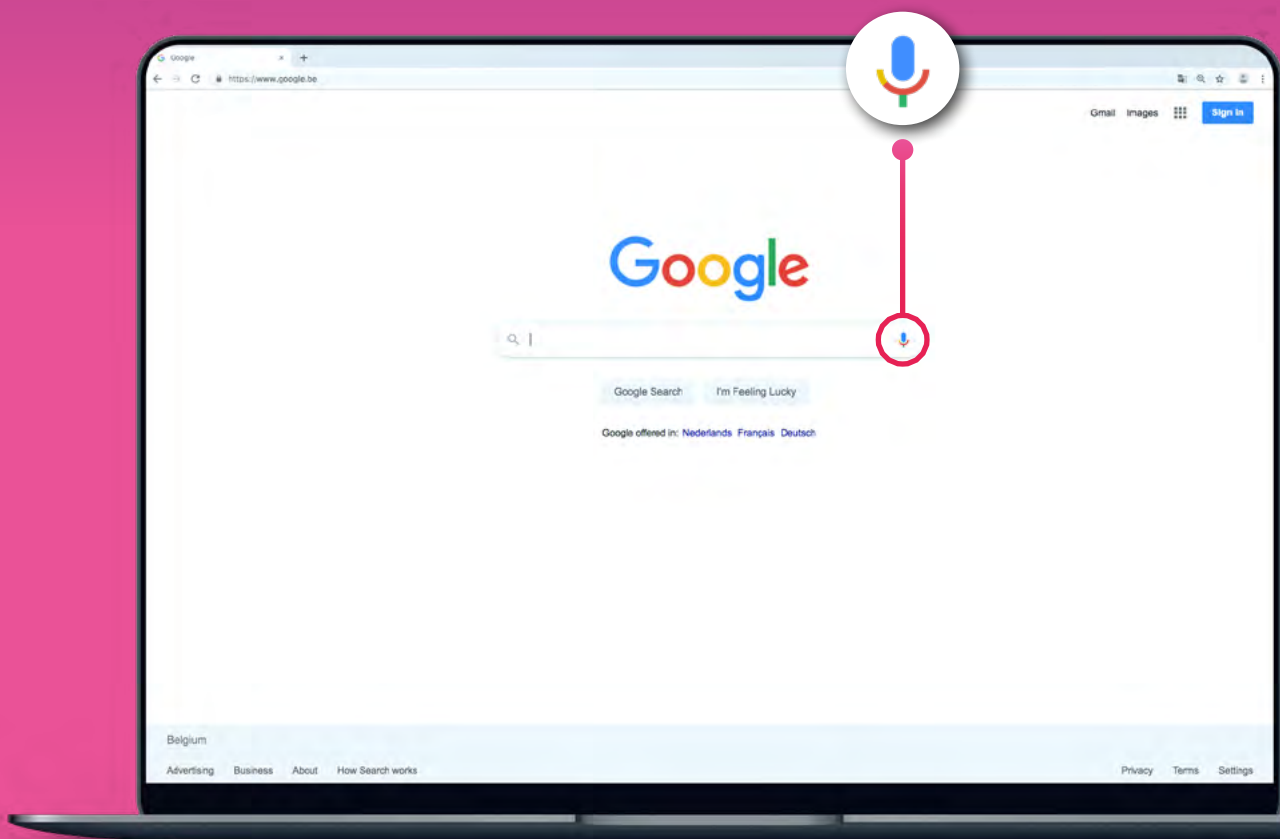 Google
https://www.google.be
Gmail Images Sign in
Google
Google Search I'm Feeling Lucky
Google offered in: Nederlands Français Deutsch
Belgium
Advertising Business About How Search works Privacy Terms Settings